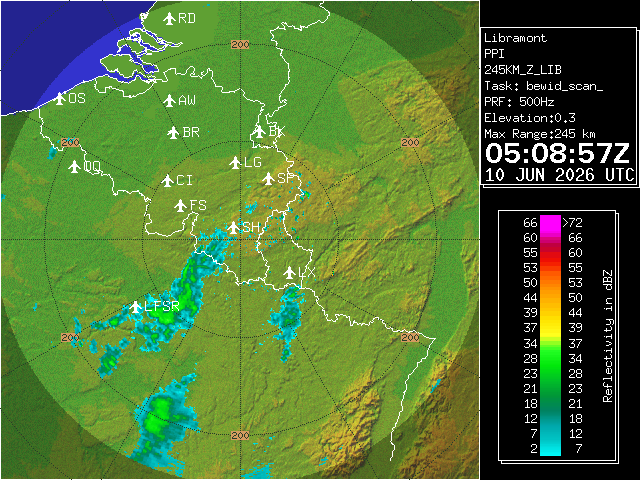 RD
200
OS
AW
BR
BK
200
200
QQ
LG
CI
SP
FS
SH
LX
LFSR
200
200
200
Librament
PPI
245KM_Z_LIB
Task: bewid_scan_
PRF: 500Hz
Elevation:0.3
Max Range:245 km
05:08:57Z
10 JUN 2026 UTC
66 >72
60 66
55 60
53 55
50 53
44 50
39 44
37 39
34 37
28 34
23 28
21 23
18 21
12 18
7 12
2 7
Reflectivity in dBZ